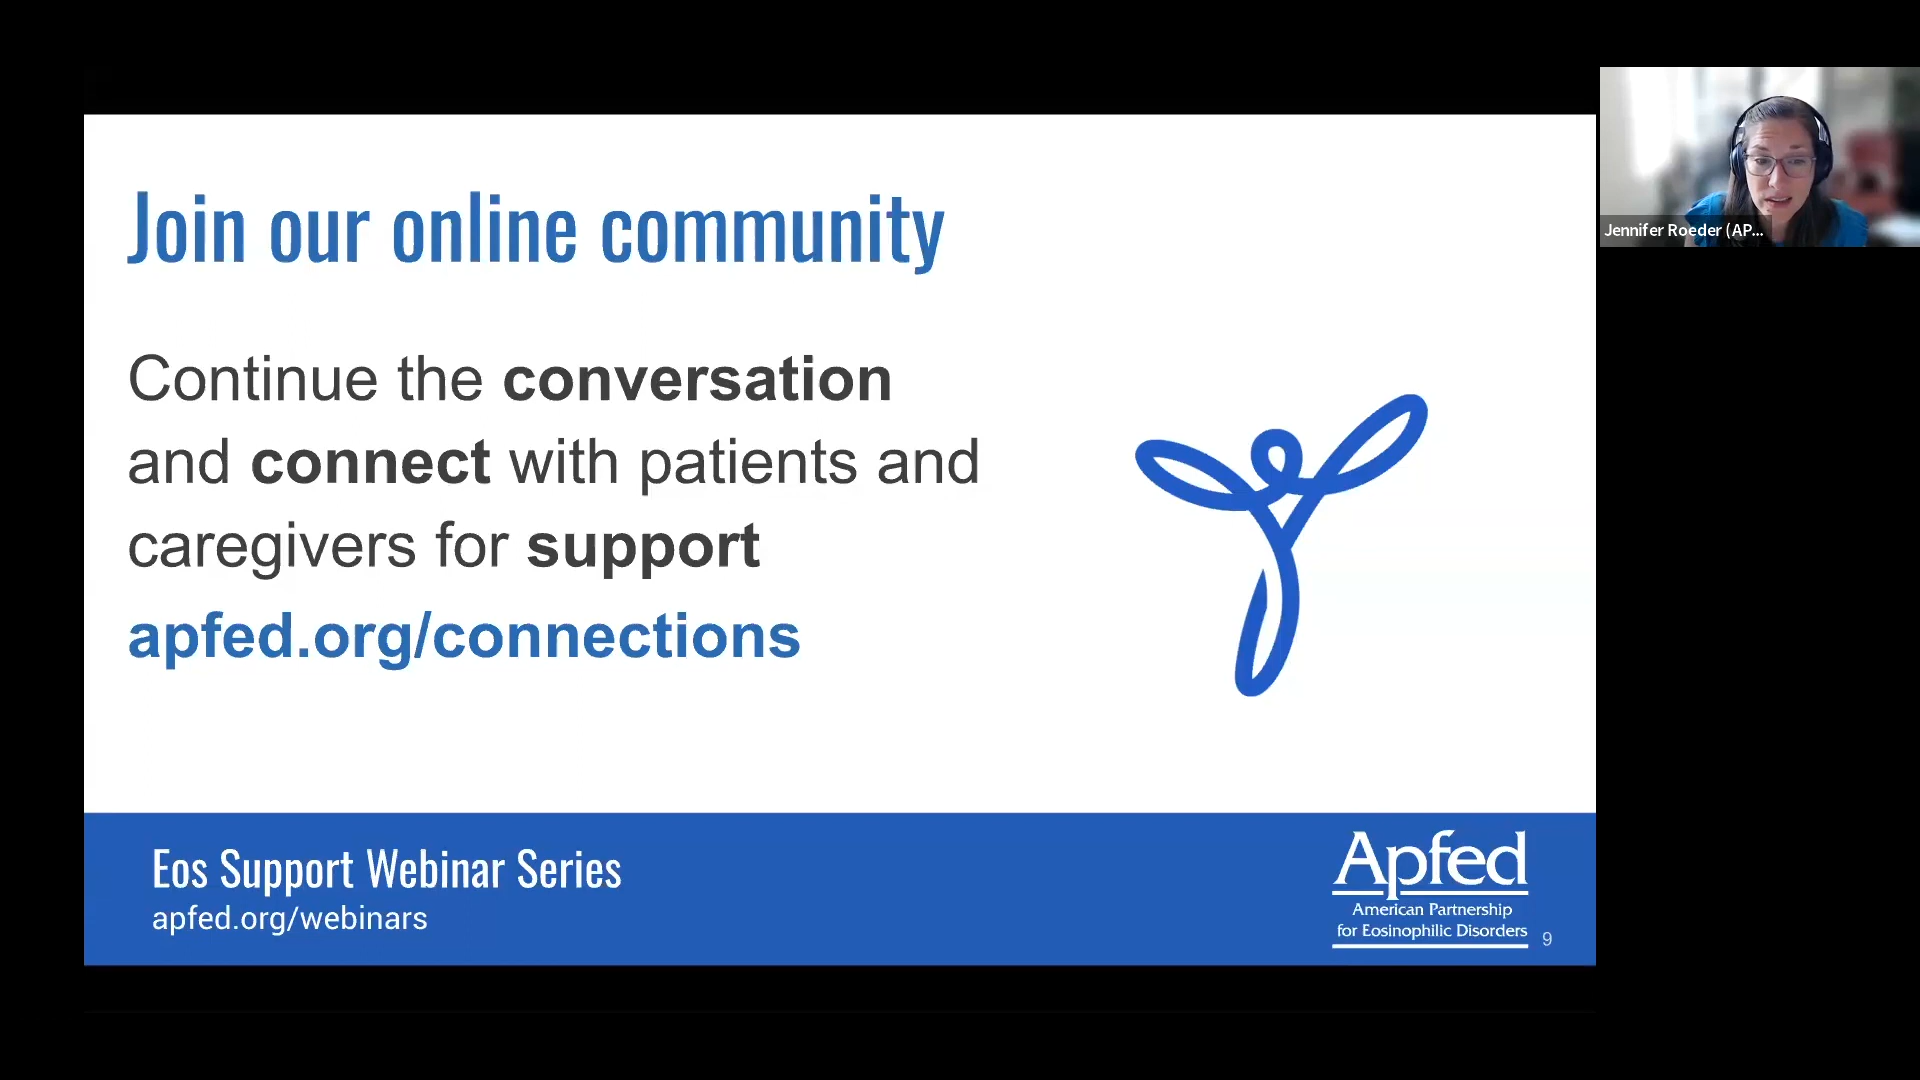 Join our online community
Continue the conversation
and connect with patients and
caregivers for support
apfed.org/connections
Eos Support Webinar Series
apfed.org/webinars
Apfed
American Partnership
for Eosinophilic Disorders
9
Jennifer Roeder (AP...